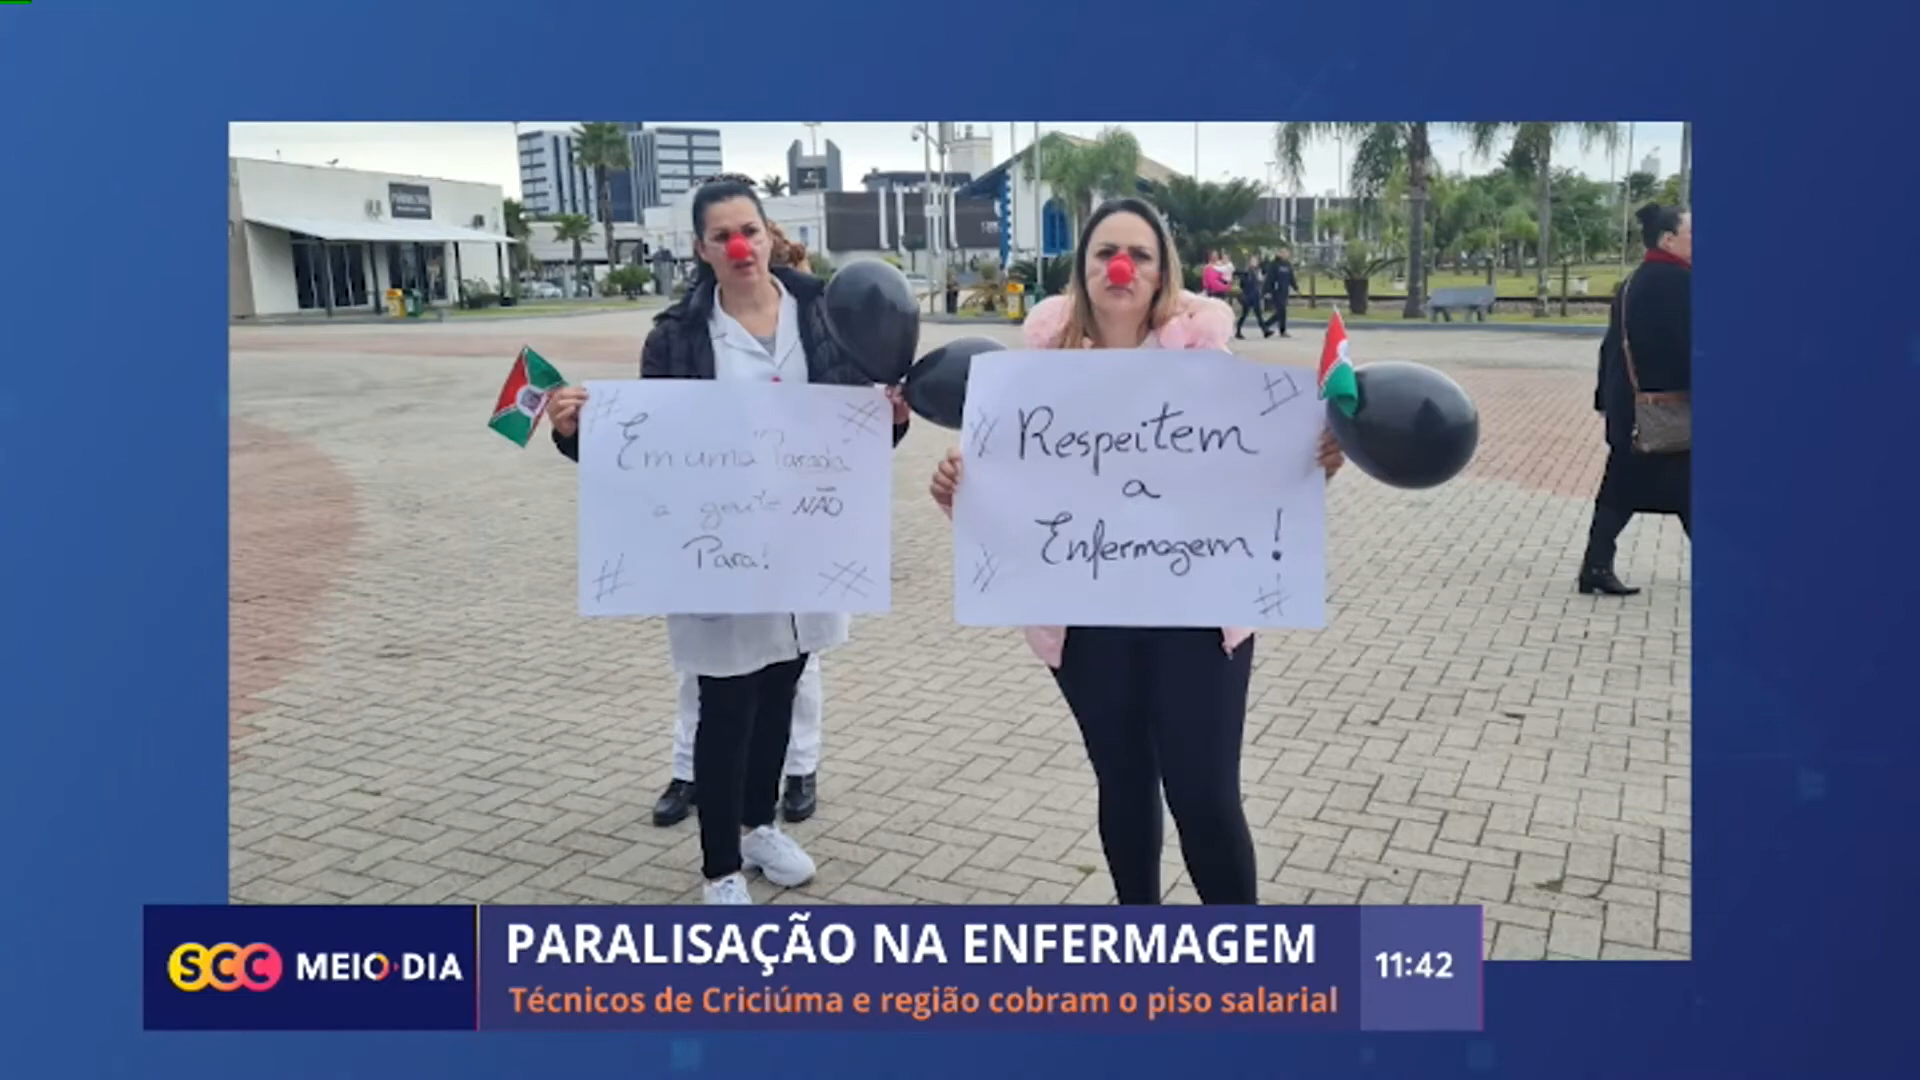 Em uma "Parada"
a gente NÃO
Para!
Respeitem
a
Enfermagem!
SCC MEIO-DIA
PARALISAÇÃO NA ENFERMAGEM
Técnicos de Criciúma e região cobram o piso salarial
11:42